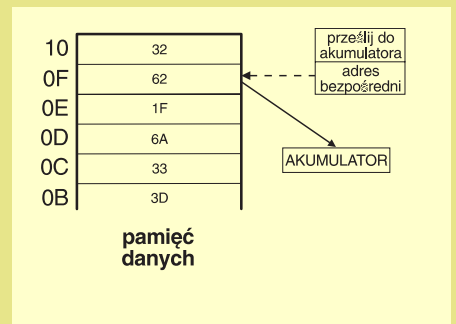 10 32
0F 62
0E 1F
0D 6A
0C 33
0B 3D
prześlij do
akumulatora
adres
bezpośredni
AKUMULATOR
pamięć
danych